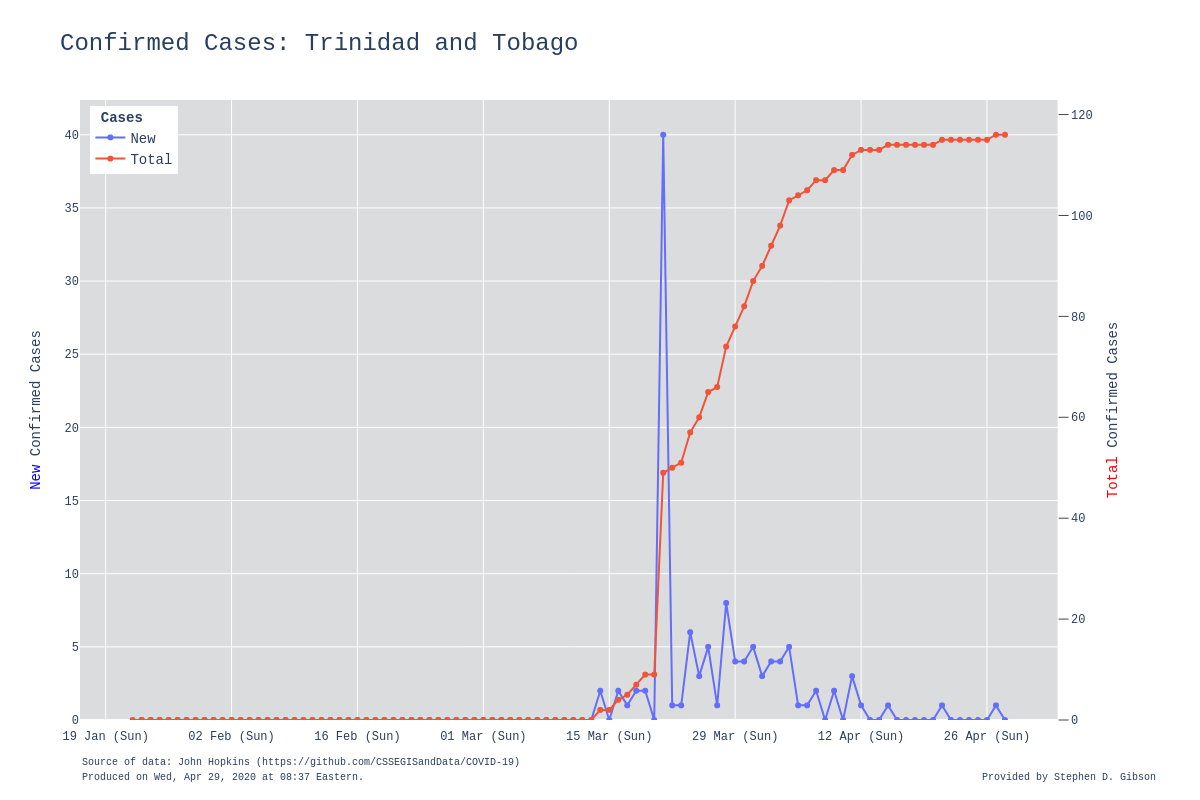 Confirmed Cases: Trinidad and Tobago
Cases
New
Total
40
35
30
25
20
15
10
5
0
120
100
80
60
40
20
0
New Confirmed Cases
Total Confirmed Cases
19 Jan (Sun) 02 Feb (Sun) 16 Feb (Sun) 01 Mar (Sun) 15 Mar (Sun) 29 Mar (Sun) 12 Apr (Sun) 26 Apr (Sun)
Source of data: John Hopkins (https://github.com/CSSEGISandData/COVID-19)
Produced on Wed, Apr 29, 2020 at 08:37 Eastern.
Provided by Stephen D. Gibson